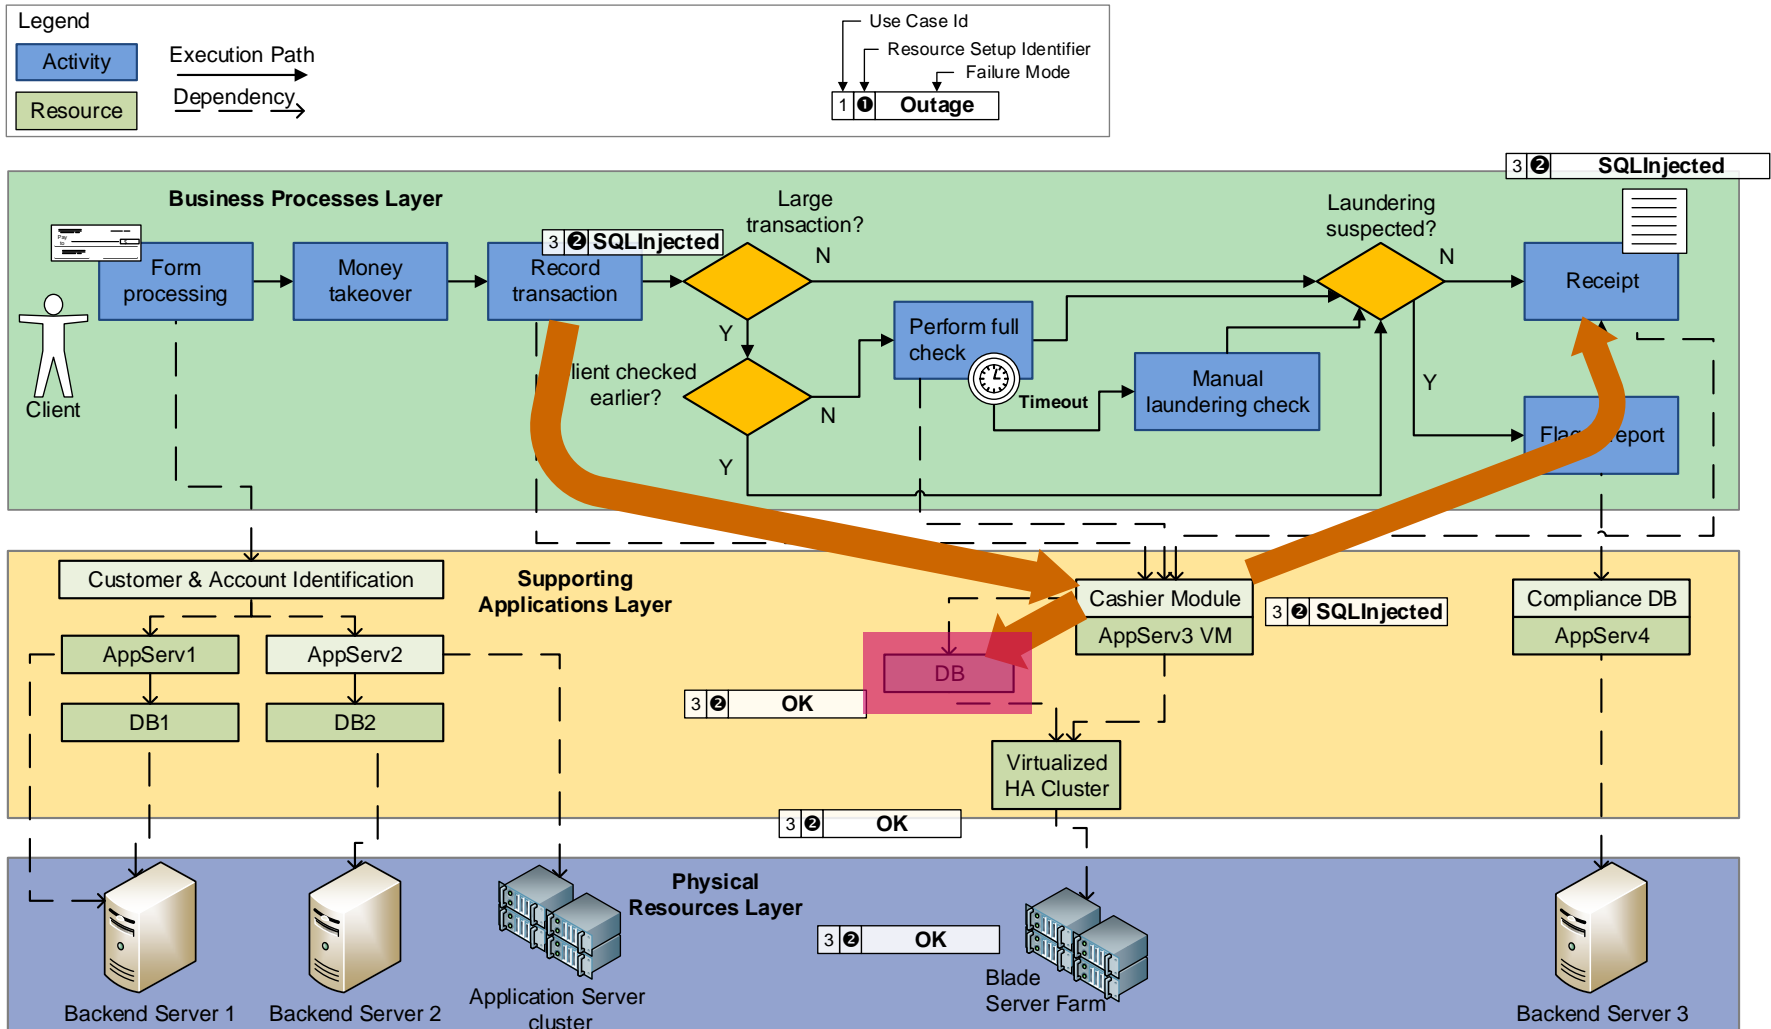 Legend
Activity
Execution Path
Resource
Dependency
Use Case Id
Resource Setup Identifier
Failure Mode
1 ❶ Outage
3 ❷ SQLInjected
Business Processes Layer
Large
transaction?
Laundering
suspected?
3 ❷ SQLInjected
Pay
to
Form
processing
Money
takeover
Record
transaction
N
N
Receipt
Y
Perform full
check
lient checked
earlier?
N
Timeout
Manual
laundering check
Y
Client
Y
Flag report
Customer & Account Identification
Supporting
Applications Layer
Cashier Module
AppServ3 VM
3 ❷ SQLInjected
Compliance DB
AppServ4
AppServ1
AppServ2
DB
3 ❷ OK
DB1
DB2
Virtualized
HA Cluster
3 ❷ OK
Physical
Resources Layer
3 ❷ OK
Backend Server 1
Backend Server 2
Application Server
cluster
Blade
Server Farm
Backend Server 3